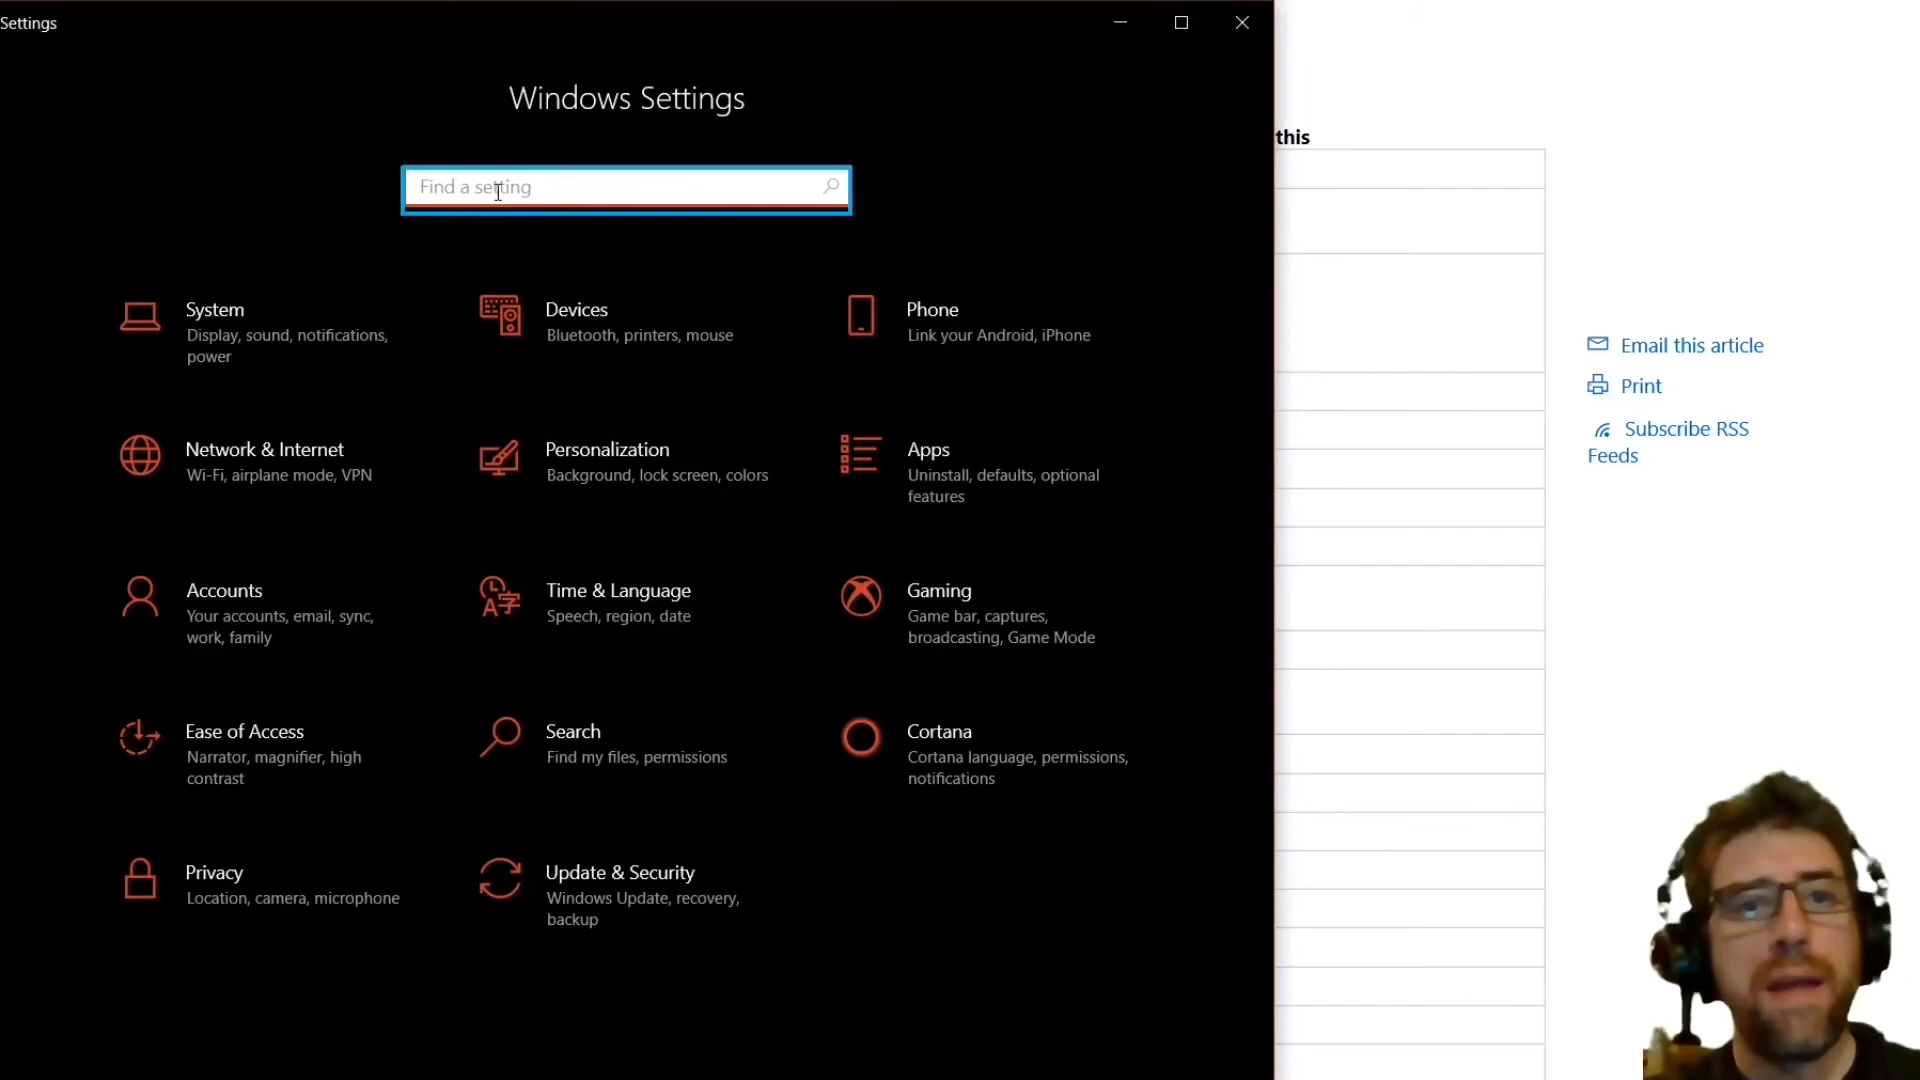 Settings
Windows Settings
Find a setting
System
Display, sound, notifications,
power
Devices
Bluetooth, printers, mouse
Phone
Link your Android, iPhone
Network & Internet
Wi-Fi, airplane mode, VPN
Personalization
Background, lock screen, colors
Apps
Uninstall, defaults, optional
features
Accounts
Your accounts, email, sync,
work, family
Time & Language
Speech, region, date
Gaming
Game bar, captures,
broadcasting, Game Mode
Ease of Access
Narrator, magnifier, high
contrast
Search
Find my files, permissions
Cortana
Cortana language, permissions,
notifications
Privacy
Location, camera, microphone
Update & Security
Windows Update, recovery,
backup
this
Email this article
Print
Subscribe RSS
Feeds